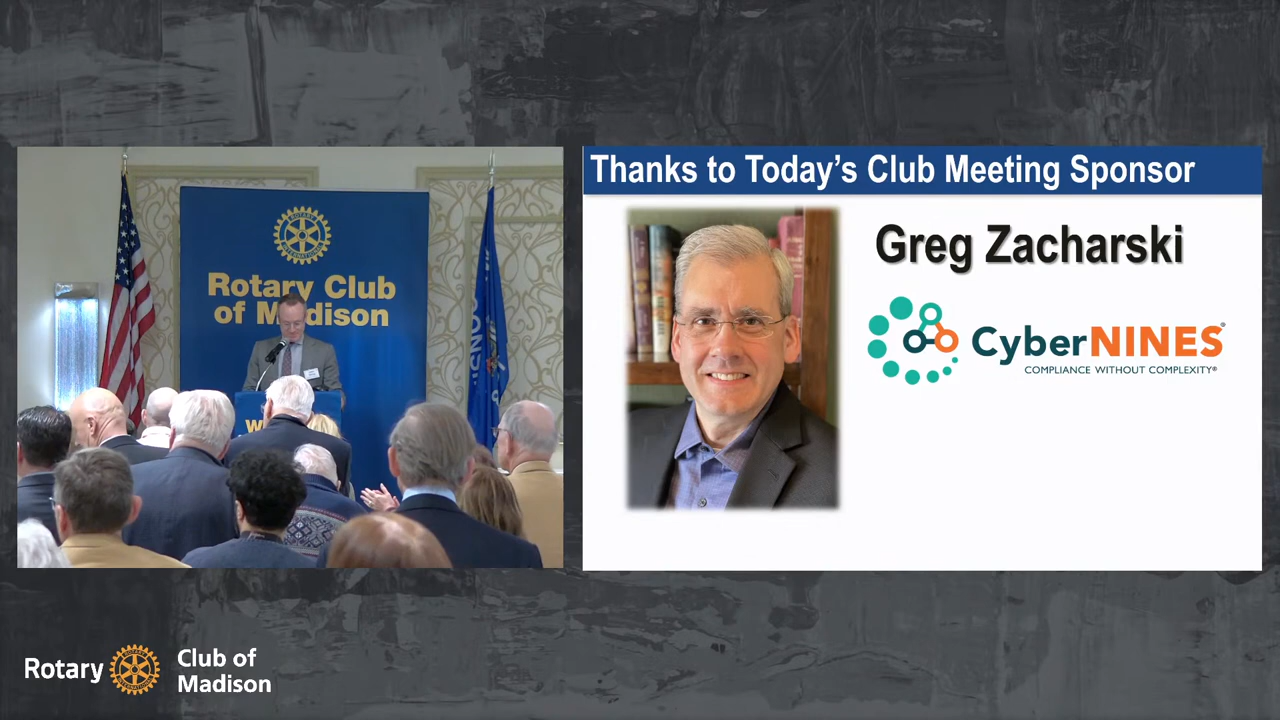 Thanks to Today's Club Meeting Sponsor
Greg Zacharski
CyberNINES®
COMPLIANCE WITHOUT COMPLEXITY®
ROTARY
INTERNATIONAL
Rotary Club
of Madison
Rotary
Club of
Madison